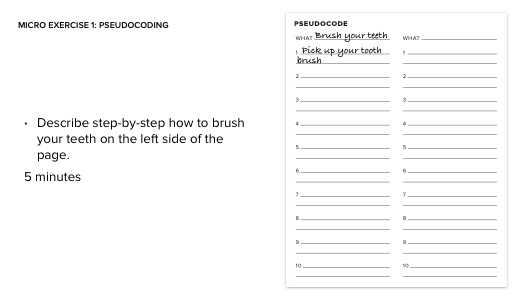 MICRO EXERCISE 1: PSEUDOCODING
• Describe step-by-step how to brush
your teeth on the left side of the
page.
5 minutes
PSEUDOCODE
WHAT Brush your teeth
1 Pick up your tooth
brush
2
3
4
5
6
7
8
9
10
WHAT
1
2
3
4
5
6
7
8
9
10